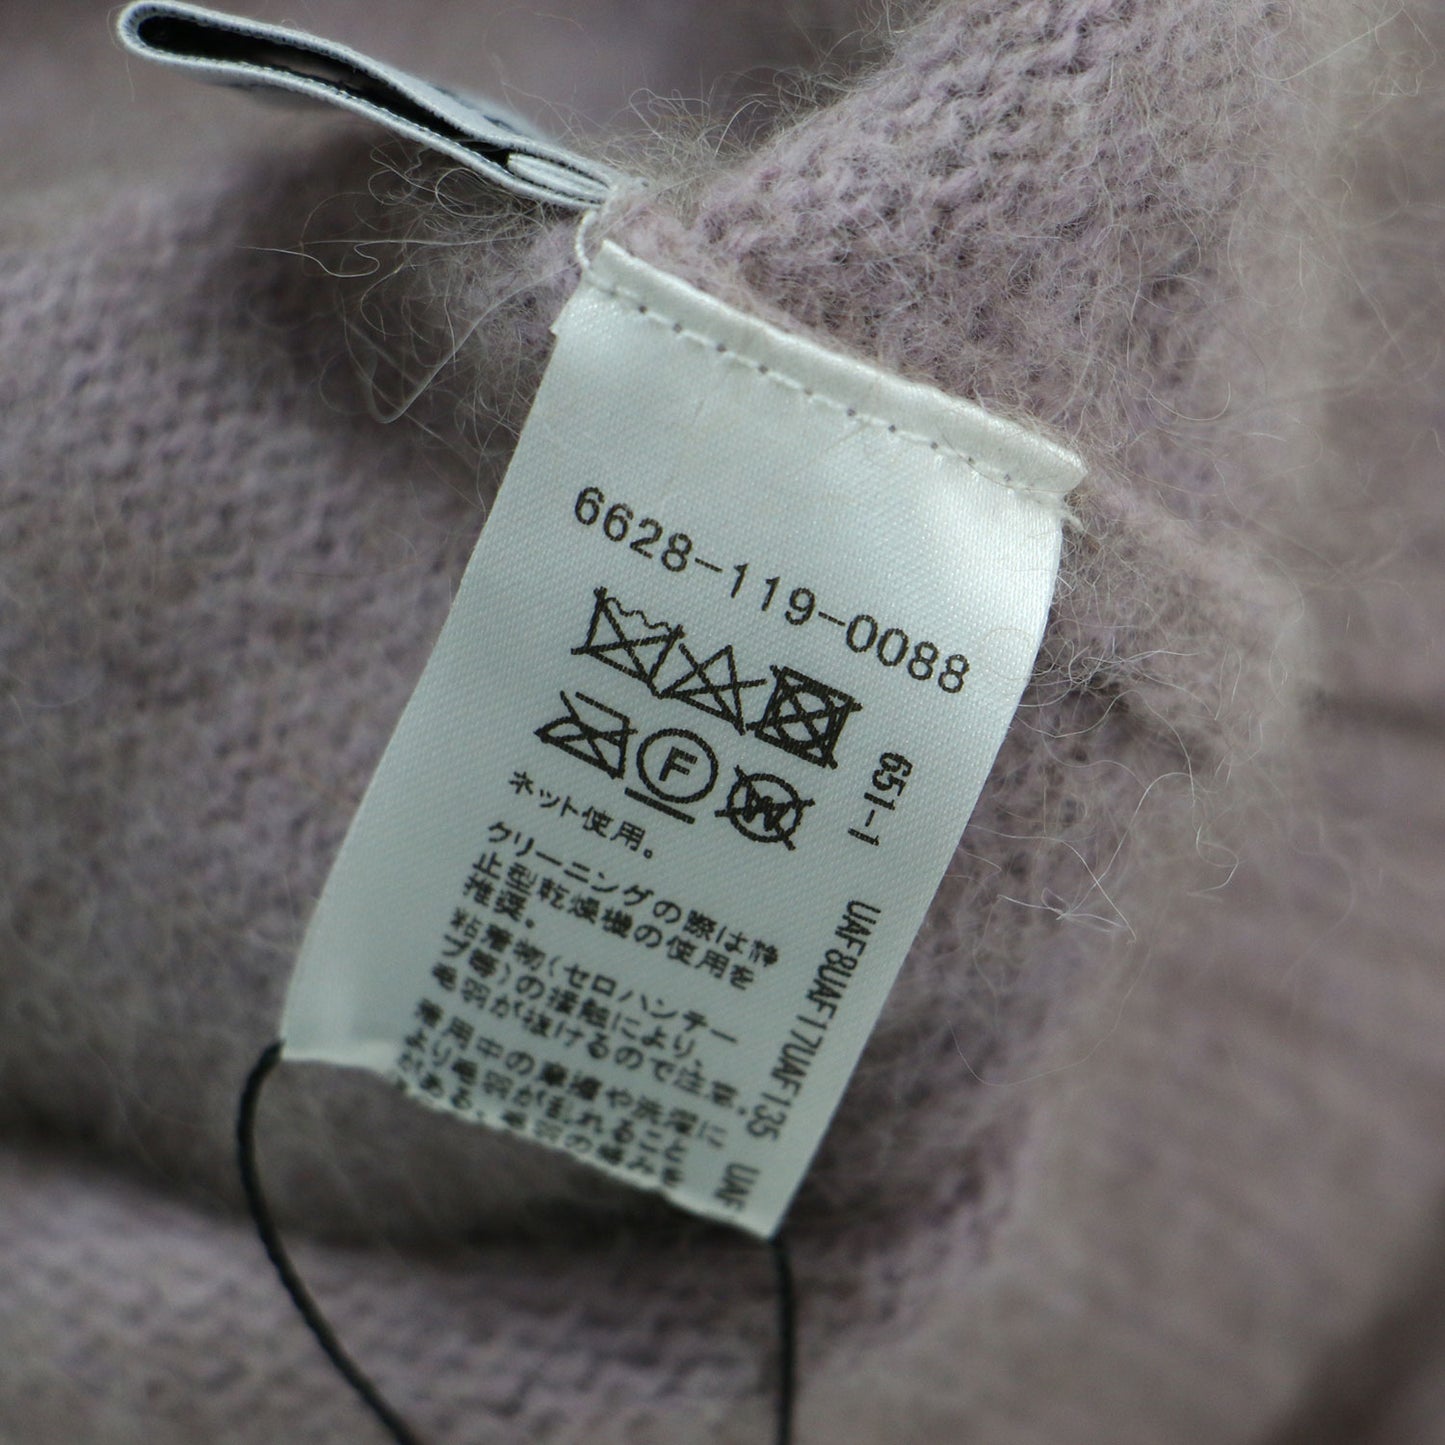 6628-119-0088
F
W
ネット使用。
クリーニングの際は静
止型乾燥機の使用を
推奨。
粘着物(セロハンテー
プ等)の接触により、
毛羽が抜けるので注意。
着用中の摩擦や洗濯に
より毛羽が乱れること
がある、毛羽の絡みを
651-1
UAF8UAF17UAF135
UAF